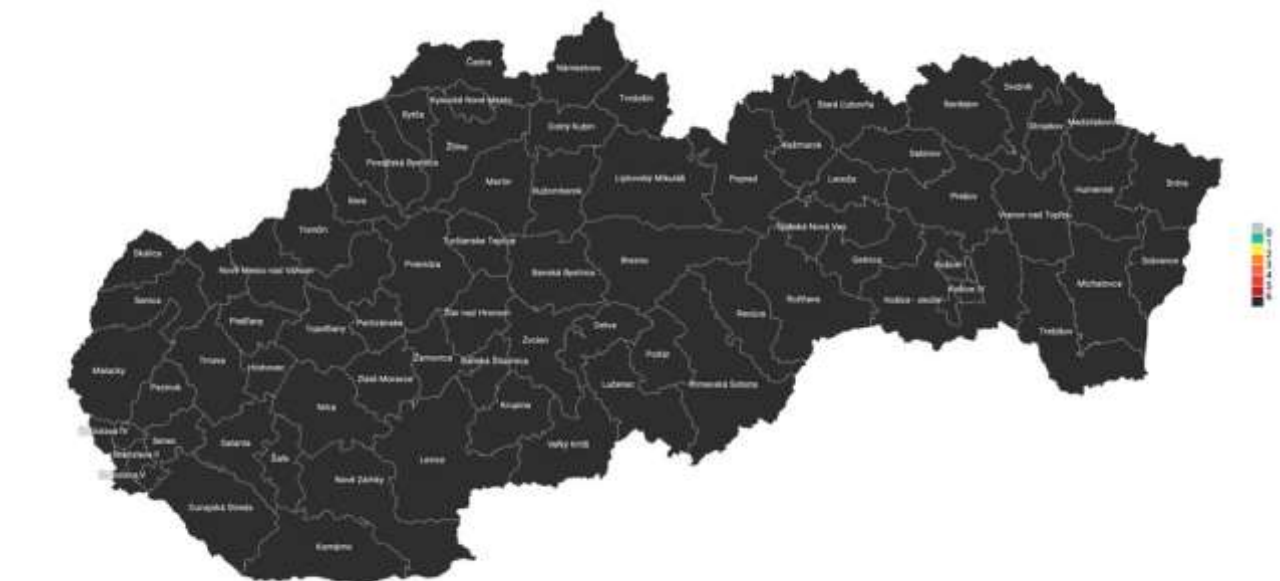 Čadca
Námestovo
Tvrdošín
Kysucké Nové Mesto
Bytča
Dolný Kubín
Žilina
Považská Bystrica
Martin
Ružomberok
Liptovský Mikuláš
Poprad
Kežmarok
Stará Ľubovňa
Bardejov
Svidník
Stropkov
Medzilaborce
Sabinov
Levoča
Prešov
Vranov nad Topľou
Humenné
Snina
Ilava
Trenčín
Turčianske Teplice
Prievidza
Banská Bystrica
Brezno
Spišská Nová Ves
Gelnica
Rožňava
Košice - okolie
Košice IV
Michalovce
Sobrance
Trebišov
Skalica
Nové Mesto nad Váhom
Senica
Piešťany
Topoľčany
Partizánske
Žiar nad Hronom
Detva
Zvolen
Revúca
Poltár
Malacky
Trnava
Hlohovec
Žarnovica
Banská Štiavnica
Zlaté Moravce
Lučenec
Rimavská Sobota
Pezinok
Nitra
Krupina
Veľký Krtíš
Senec
Galanta
Šaľa
Levice
Nové Zámky
Dunajská Streda
Komárno